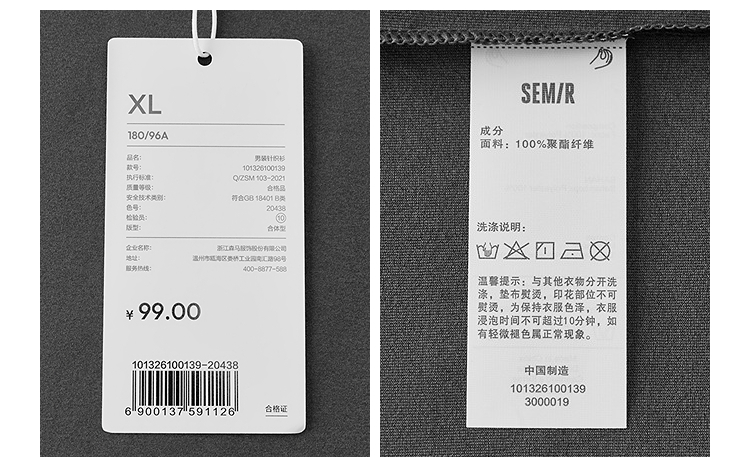 XL
180/96A
品名: 男装针织衫
款号: 101326100139
执行标准: Q/ZSM 103-2021
质量等级: 合格品
安全技术类别: 符合GB 18401 B类
色号: 20438
检验员: 10
版型: 合体型
企业名称: 浙江森马服饰股份有限公司
地址: 温州市瓯海区娄桥工业园南汇路98号
服务热线: 400-8877-588
¥ 99.00
101326100139-20438
6 900137 591126
合格证
SEM/R
成分
面料：100%聚酯纤维
洗涤说明：
温馨提示：与其他衣物分开洗
涤，垫布熨烫，印花部位不可
熨烫，为保持衣服色泽，衣服
浸泡时间不可超过10分钟，如
有轻微褪色属正常现象。
中国制造
101326100139
3000019